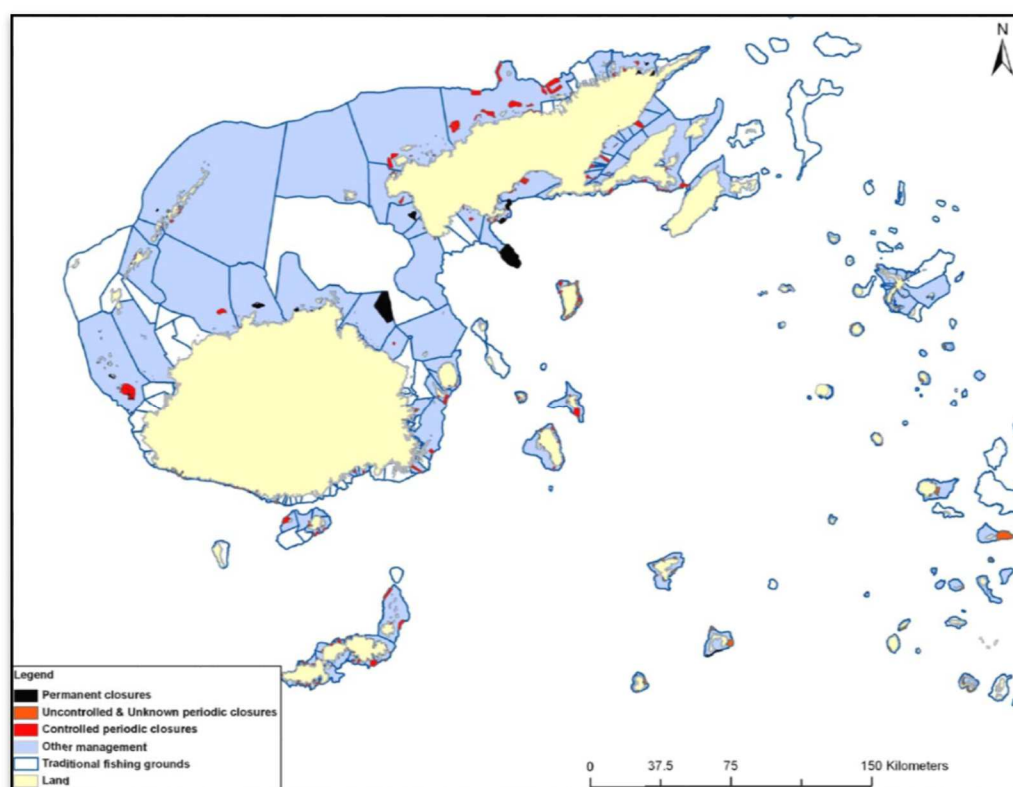 N
Legend
Permanent closures
Uncontrolled & Unknown periodic closures
Controlled periodic closures
Other management
Traditional fishing grounds
Land
0 37.5 75 150 Kilometers